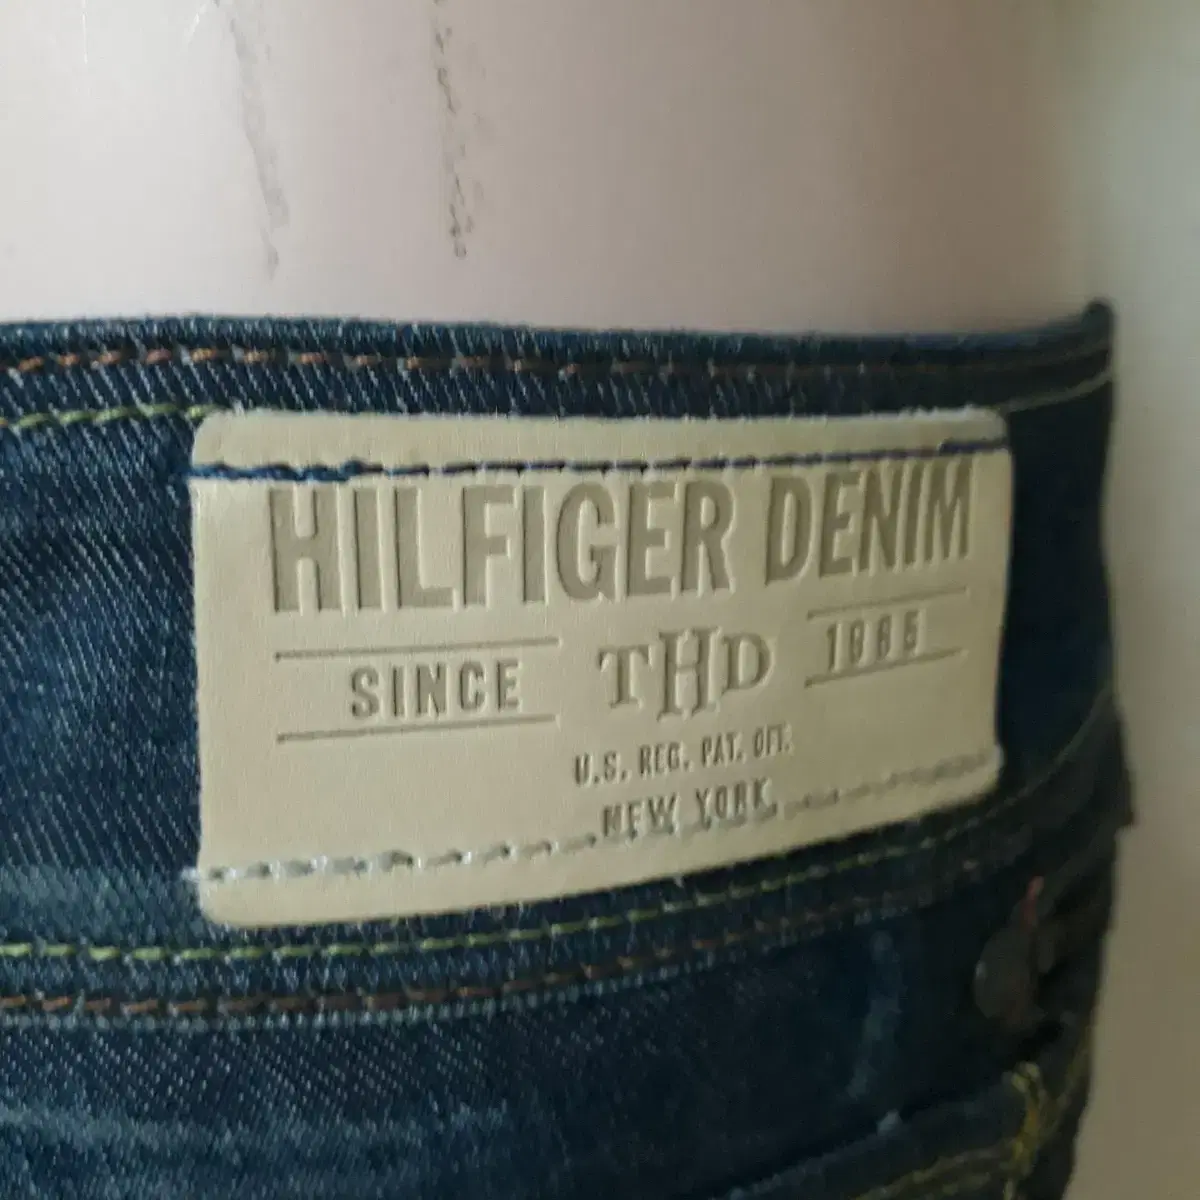 HILFIGER DENIM
SINCE THD 1985
U.S. REG. PAT. OFF.
NEW YORK